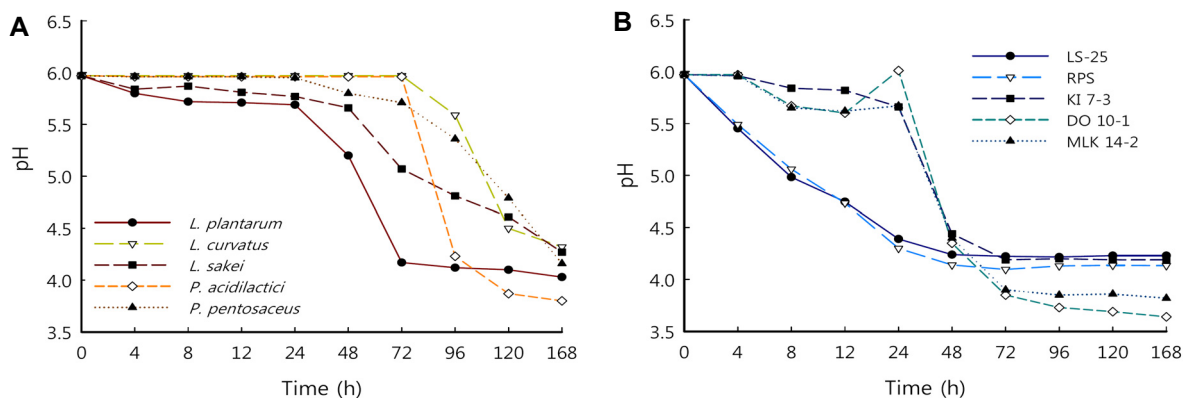 A
6.5
6.0
5.5
5.0
4.5
4.0
3.5
pH
0 4 8 12 24 48 72 96 120 168
Time (h)
L. plantarum
L. curvatus
L. sakei
P. acidilactici
P. pentosaceus
B
6.5
6.0
5.5
5.0
4.5
4.0
3.5
pH
0 4 8 12 24 48 72 96 120 168
Time (h)
LS-25
RPS
KI 7-3
DO 10-1
MLK 14-2